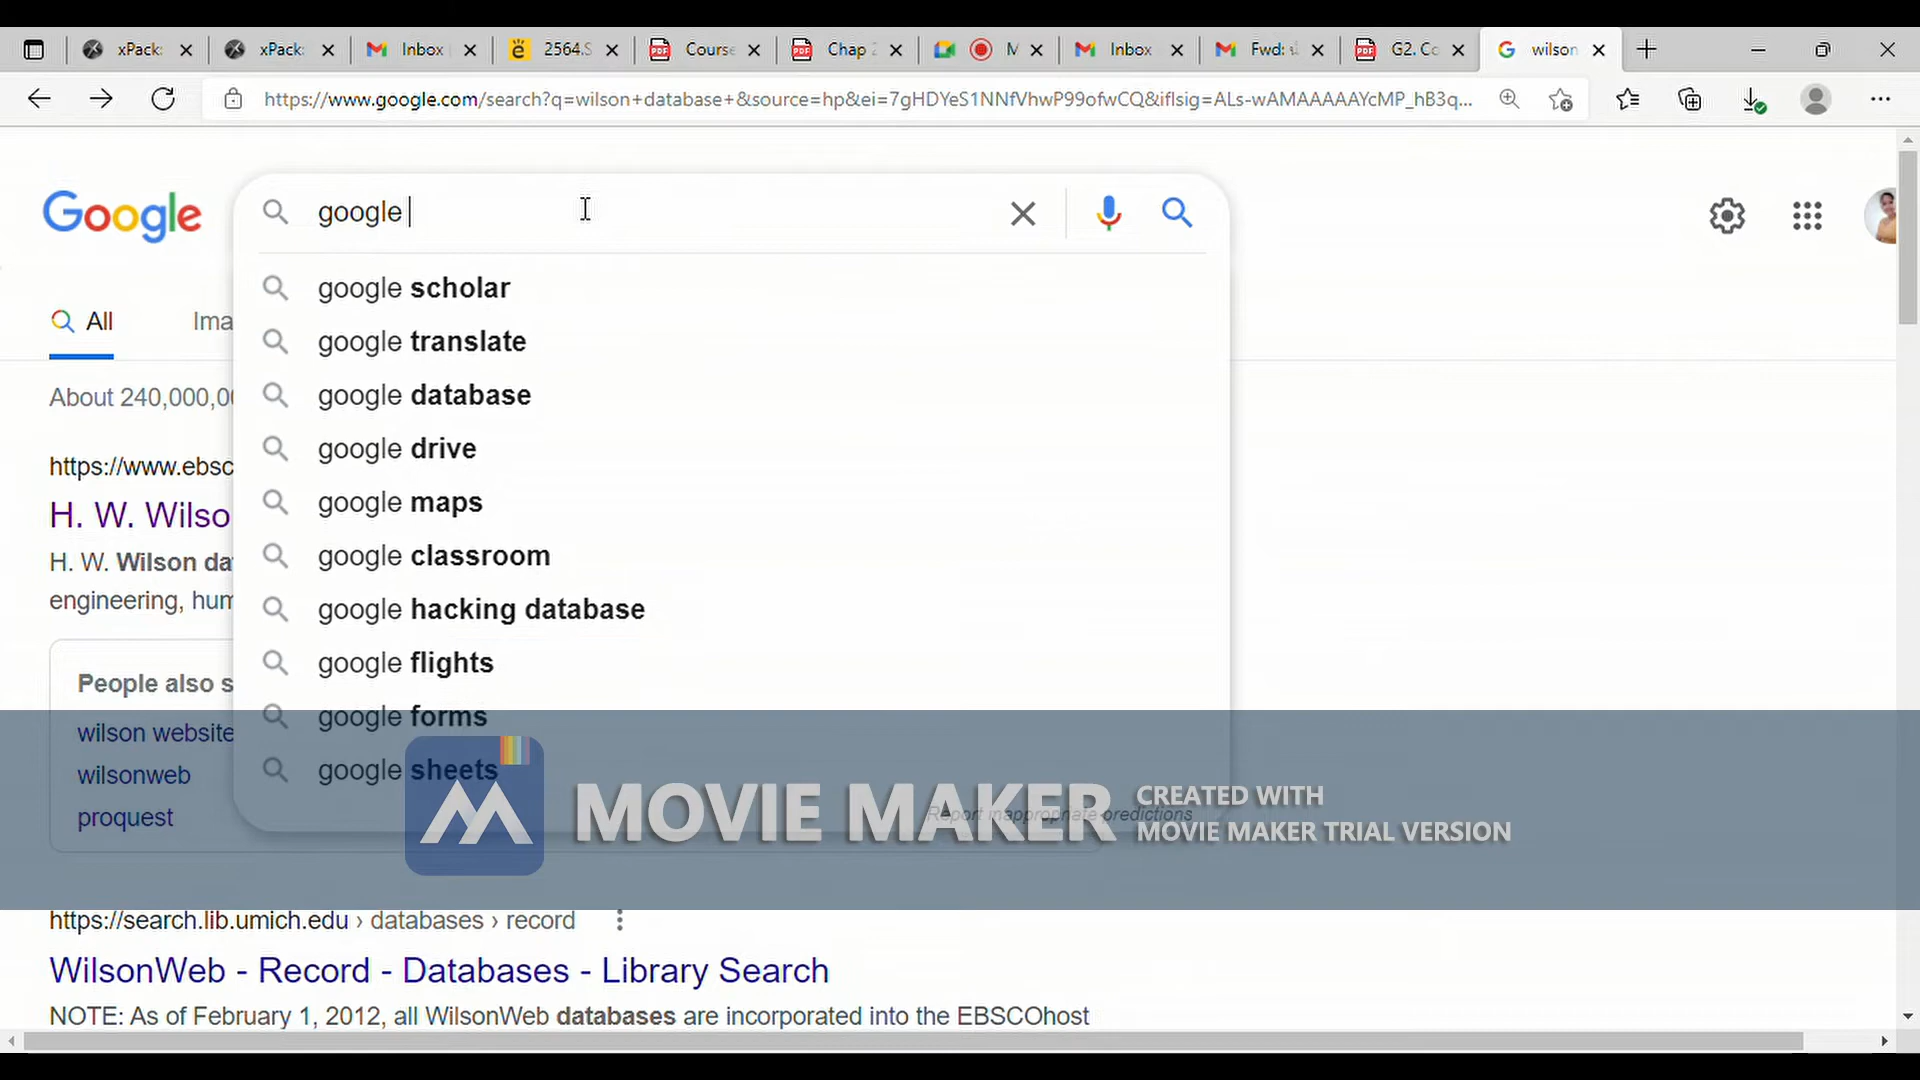 xPack:
xPack:
Inbox
2564.S
Course
Chap 2
M
Inbox
Fwd:
G2. Co
wilson
https://www.google.com/search?q=wilson+database+&source=hp&ei=7gHDYeS1NNfVhwP99ofwCQ&iflsig=ALs-wAMAAAAAYcMP_hB3q...
Google
google
google scholar
google translate
google database
google drive
google maps
google classroom
google hacking database
google flights
google forms
google sheets
Report inappropriate predictions
All
Ima
About 240,000,0
https://www.ebsc
H. W. Wilso
H. W. Wilson da
engineering, hum
People also s
wilson website
wilsonweb
proquest
MOVIE MAKER
CREATED WITH
MOVIE MAKER TRIAL VERSION
https://search.lib.umich.edu › databases › record
WilsonWeb - Record - Databases - Library Search
NOTE: As of February 1, 2012, all WilsonWeb databases are incorporated into the EBSCOhost